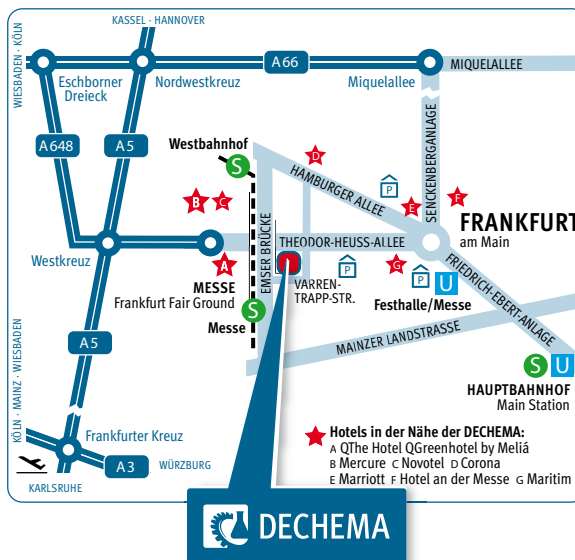 KASSEL · HANNOVER
WIESBADEN · KÖLN
A66
MIQUELALLEE
Eschborner
Dreieck
Nordwestkreuz
Miquelallee
A648
A5
SENCKENBERGANLAGE
Westbahnhof
S
D
HAMBURGER ALLEE
P
B
C
E
F
FRANKFURT
am Main
EMSER BRÜCKE
THEODOR-HEUSS-ALLEE
Westkreuz
A
G
P
P
U
MESSE
Frankfurt Fair Ground
VARREN-
TRAPP-STR.
Festhalle/Messe
FRIEDRICH-EBERT-ANLAGE
S
Messe
A5
MAINZER LANDSTRASSE
S
U
HAUPTBAHNHOF
Main Station
KÖLN · MAINZ · WIESBADEN
Frankfurter Kreuz
A3
WÜRZBURG
KARLSRUHE
Hotels in der Nähe der DECHEMA:
A QThe Hotel QGreenhotel by Meliá
B Mercure C Novotel D Corona
E Marriott F Hotel an der Messe G Maritim
DECHEMA